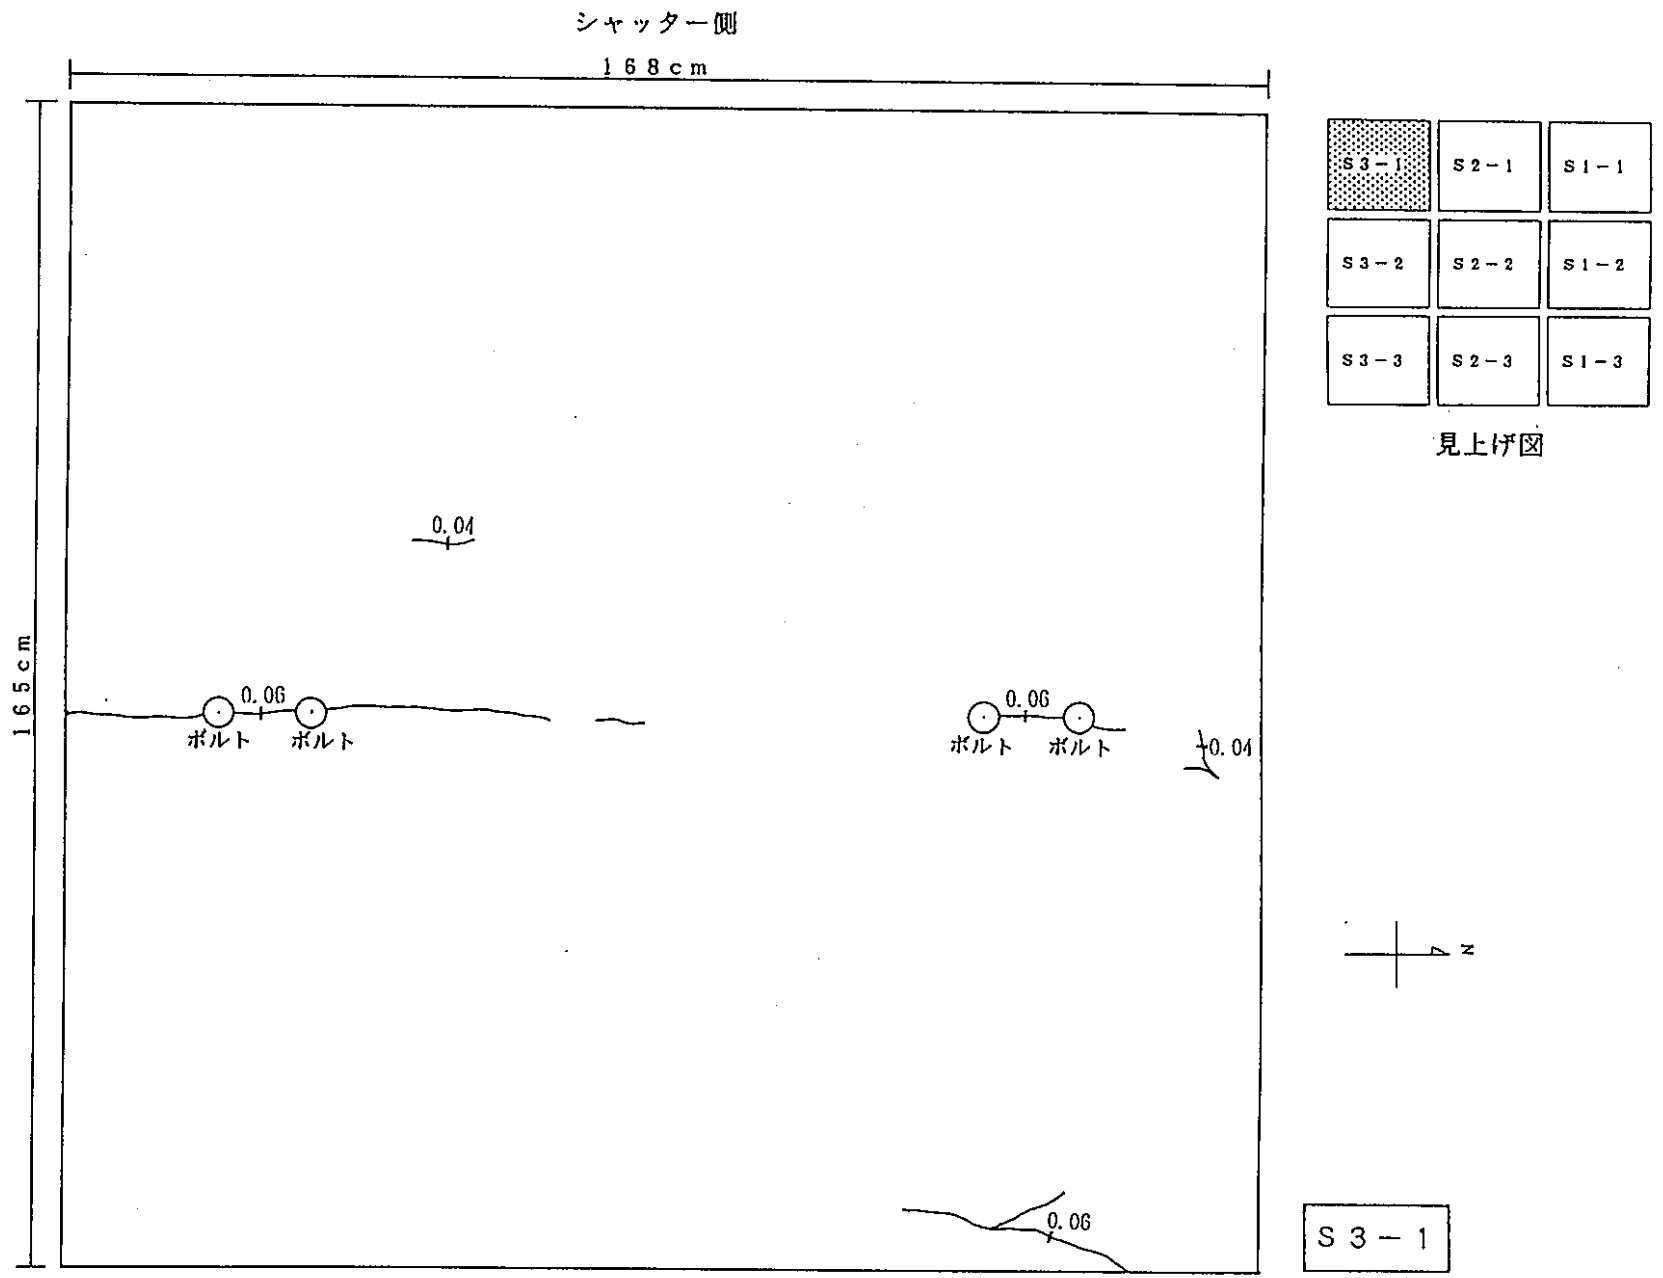 シャッター側
168cm
165cm
S3-1
S2-1
S1-1
S3-2
S2-2
S1-2
S3-3
S2-3
S1-3
見上げ図
0.04
0.06
ボルト
ボルト
0.06
ボルト
ボルト
0.04
N
0.06
S3-1